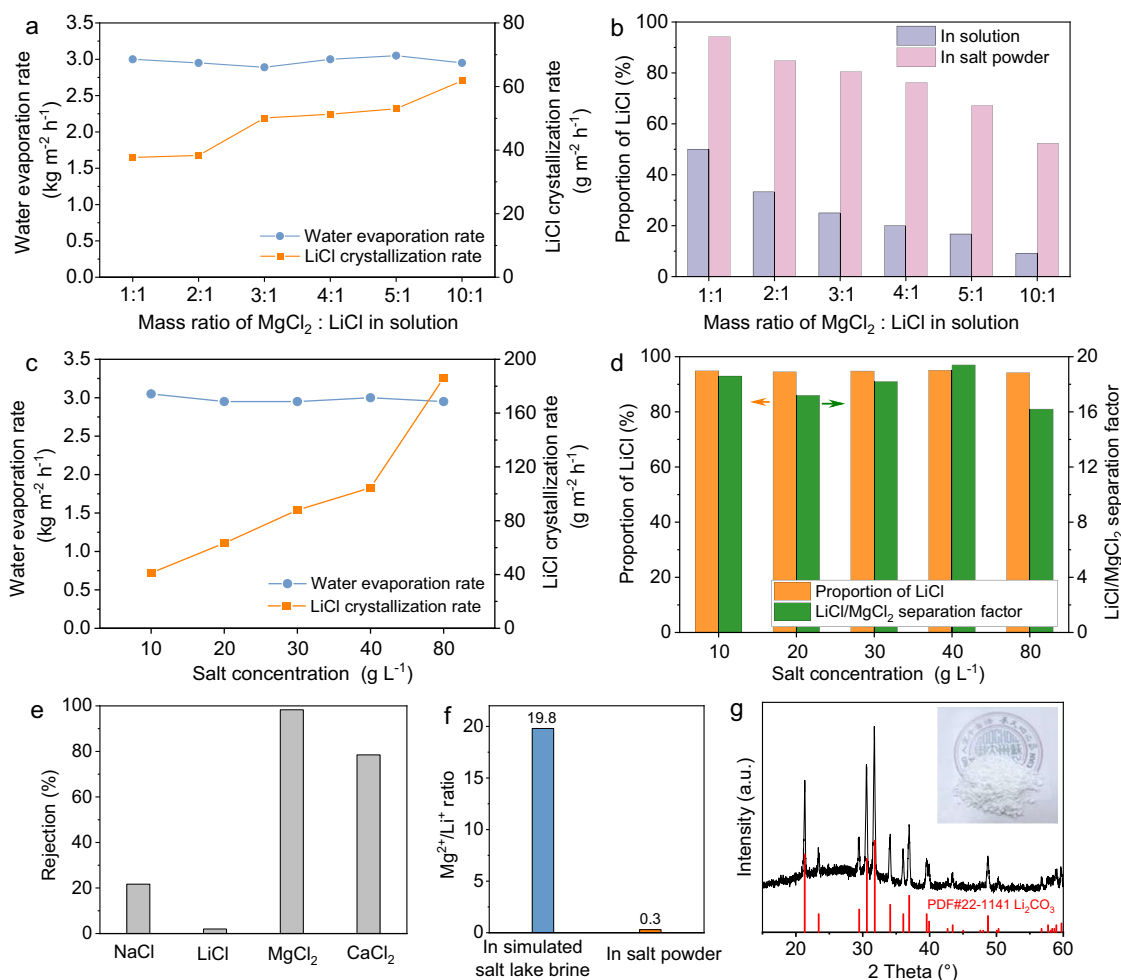 a
3.5
3.0
2.5
2.0
1.5
1.0
0.5
0.0
Water evaporation rate
(kg m⁻² h⁻¹)
80
60
40
20
0
LiCl crystallization rate
(g m⁻² h⁻¹)
Water evaporation rate
LiCl crystallization rate
1:1 2:1 3:1 4:1 5:1 10:1
Mass ratio of MgCl₂ : LiCl in solution
b
100
80
60
40
20
0
Proportion of LiCl (%)
In solution
In salt powder
1:1 2:1 3:1 4:1 5:1 10:1
Mass ratio of MgCl₂ : LiCl in solution
c
3.5
3.0
2.5
2.0
1.5
1.0
0.5
0.0
Water evaporation rate
(kg m⁻² h⁻¹)
200
160
120
80
40
0
LiCl crystallization rate
(g m⁻² h⁻¹)
Water evaporation rate
LiCl crystallization rate
10 20 30 40 80
Salt concentration (g L⁻¹)
d
100
80
60
40
20
0
Proportion of LiCl (%)
20
16
12
8
4
0
LiCl/MgCl₂ separation factor
Proportion of LiCl
LiCl/MgCl₂ separation factor
10 20 30 40 80
Salt concentration (g L⁻¹)
e
100
80
60
40
20
0
Rejection (%)
NaCl LiCl MgCl₂ CaCl₂
f
20
15
10
5
0
Mg²⁺/Li⁺ ratio
19.8
0.3
In simulated
salt lake brine
In salt powder
g
Intensity (a.u.)
PDF#22-1141 Li₂CO₃
20 30 40 50 60
2 Theta (°)